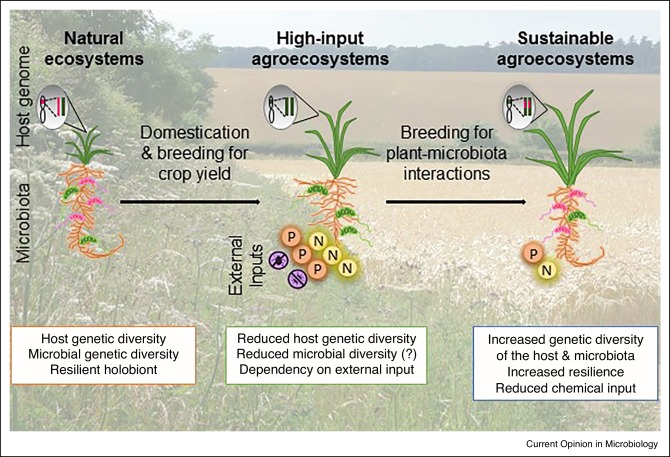 Natural
ecosystems
High-input
agroecosystems
Sustainable
agroecosystems
Host genome
Microbiota
Domestication
& breeding for
crop yield
Breeding for
plant-microbiota
interactions
External
Inputs
P
N
P
N
P
N
P
N
Host genetic diversity
Microbial genetic diversity
Resilient holobiont
Reduced host genetic diversity
Reduced microbial diversity (?)
Dependency on external input
Increased genetic diversity
of the host & microbiota
Increased resilience
Reduced chemical input
Current Opinion in Microbiology